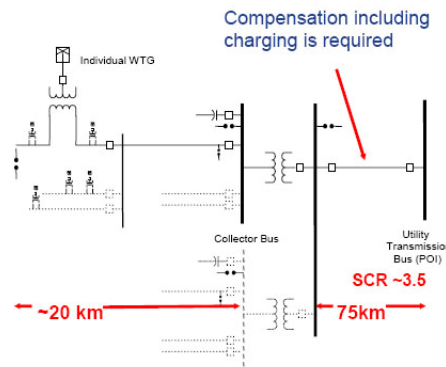 Compensation including
charging is required
Individual WTG
Collector Bus
Utility
Transmission
Bus (POI)
SCR ~3.5
~20 km
75km